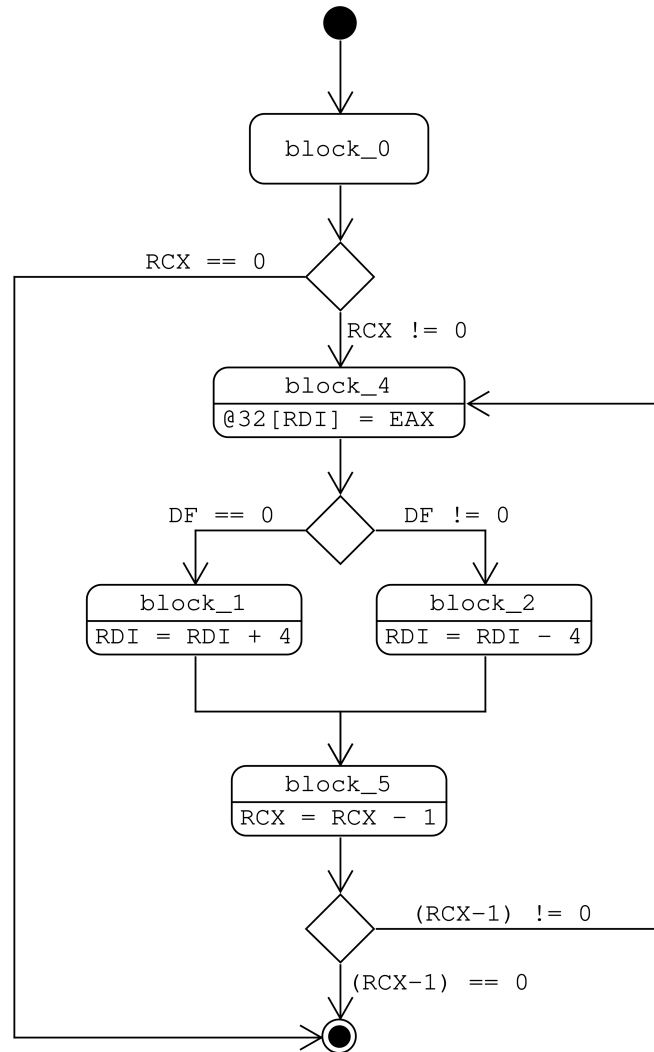 block_0
RCX == 0
RCX != 0
block_4
@32[RDI] = EAX
DF == 0
DF != 0
block_1
RDI = RDI + 4
block_2
RDI = RDI - 4
block_5
RCX = RCX - 1
(RCX-1) != 0
(RCX-1) == 0